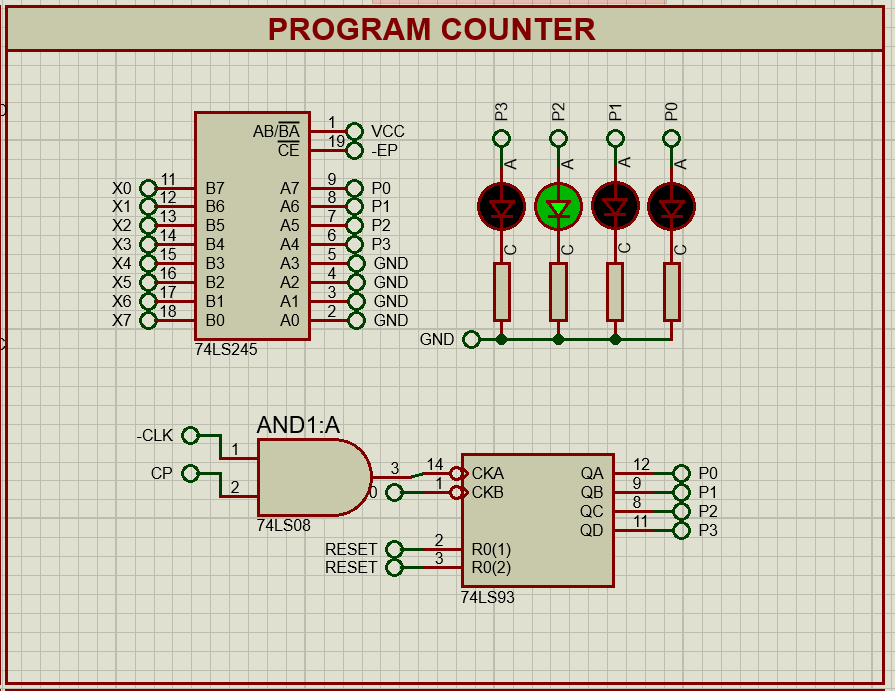 PROGRAM COUNTER
AB/BA 1 VCC
CE 19 -EP
X0 11 B7 A7 9 P0
X1 12 B6 A6 8 P1
X2 13 B5 A5 7 P2
X3 14 B4 A4 6 P3
X4 15 B3 A3 5 GND
X5 16 B2 A2 4 GND
X6 17 B1 A1 3 GND
X7 18 B0 A0 2 GND
74LS245
P3 P2 P1 P0
A A A A
C C C C
GND
AND1:A
-CLK 1
CP 2
3
74LS08
14 CKA QA 12 P0
1 CKB QB 9 P1
QC 8 P2
QD 11 P3
RESET 2 R0(1)
RESET 3 R0(2)
74LS93